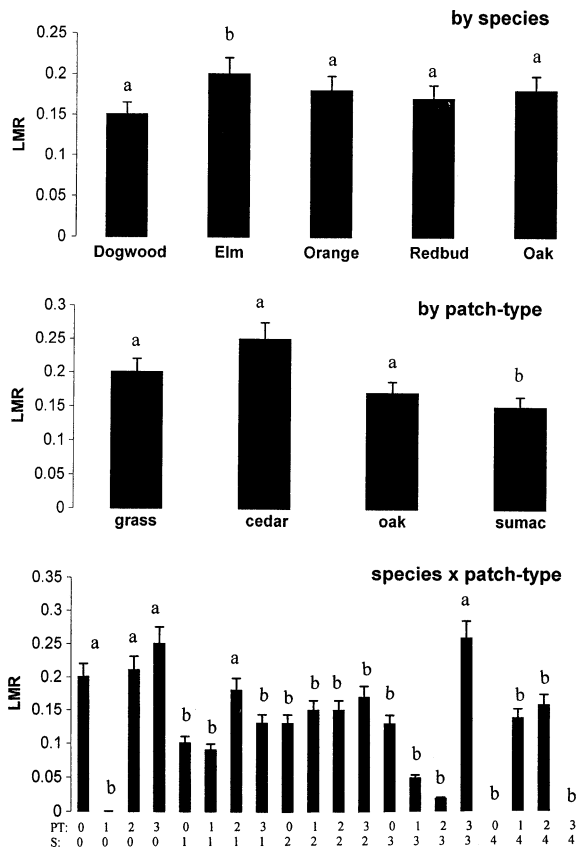 by species
0.25
0.2
0.15
0.1
0.05
0
LMR
a b a a a
Dogwood Elm Orange Redbud Oak
by patch-type
0.3
0.25
0.2
0.15
0.1
0.05
0
LMR
a a a b
grass cedar oak sumac
species x patch-type
0.35
0.3
0.25
0.2
0.15
0.1
0.05
0
LMR
a b a a b b a b b b b b b b b a b b b b
PT: 0 1 2 3 0 1 2 3 0 1 2 3 0 1 2 3 0 1 2 3
S: 0 0 0 0 1 1 1 1 2 2 2 2 3 3 3 3 4 4 4 4